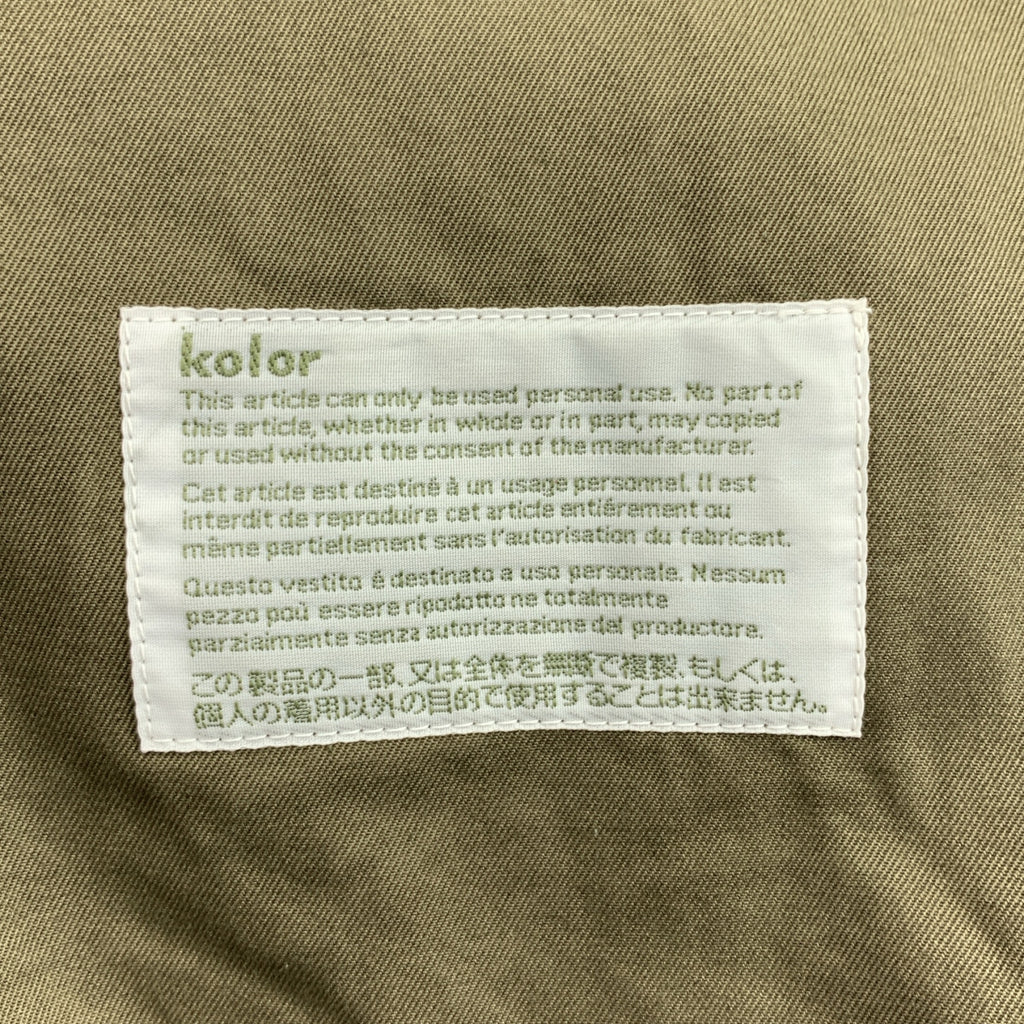 kolor
This article can only be used personal use. No part of
this article, whether in whole or in part, may copied
or used without the consent of the manufacturer.
Cet article est destiné à un usage personnel. Il est
interdit de reproduire cet article entiérement ou
même partiellement sans l'autorisation du fabricant.
Questo vestito é destinato a uso personale. Nessum
pezzo poù essere ripodotto ne totalmente
parzialmente senza autorizzazione del productore.
この製品の一部、又は全体を無断で複製、もしくは、
個人の着用以外の目的で使用することは出来ません。